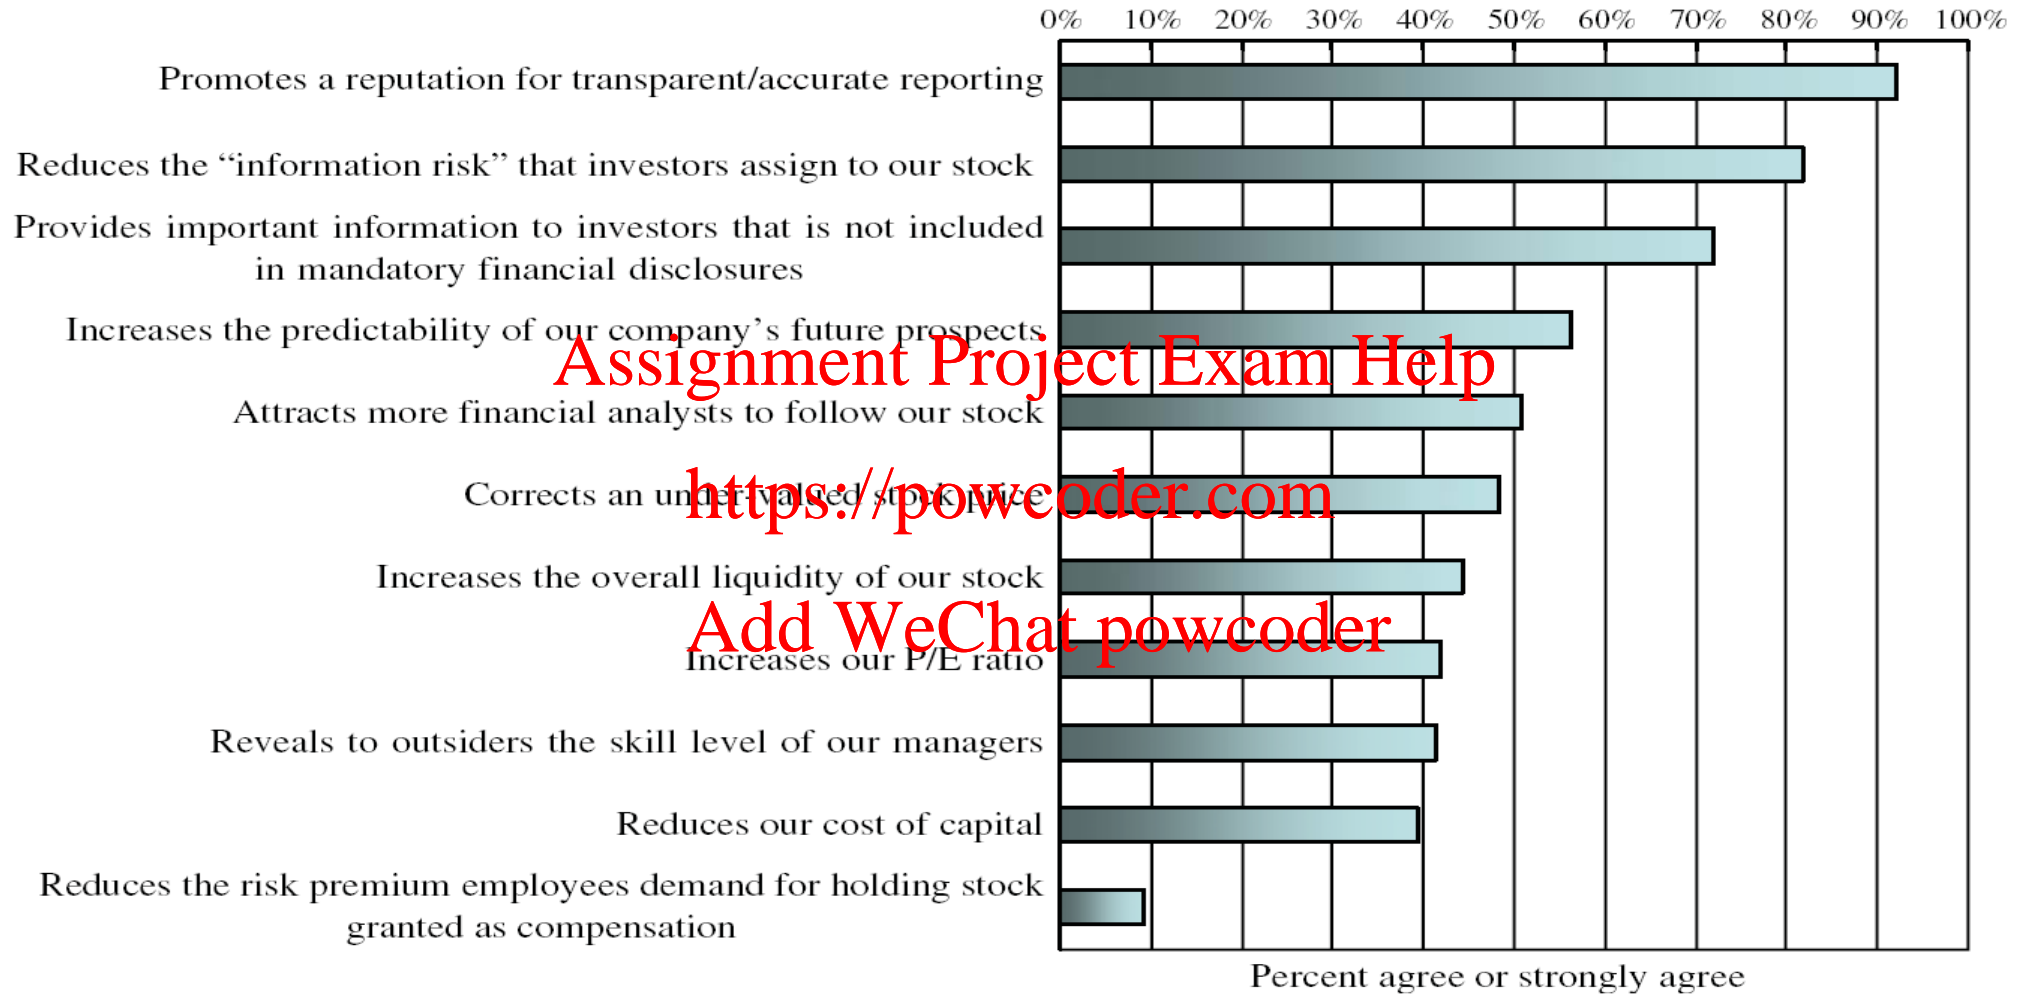 0% 10% 20% 30% 40% 50% 60% 70% 80% 90% 100%
Promotes a reputation for transparent/accurate reporting
Reduces the “information risk” that investors assign to our stock
Provides important information to investors that is not included
in mandatory financial disclosures
Increases the predictability of our company’s future prospects
Assignment Project Exam Help
Attracts more financial analysts to follow our stock
Corrects an under-valued stock price
https://powcoder.com
Increases the overall liquidity of our stock
Add WeChat powcoder
Increases our P/E ratio
Reveals to outsiders the skill level of our managers
Reduces our cost of capital
Reduces the risk premium employees demand for holding stock
granted as compensation
Percent agree or strongly agree